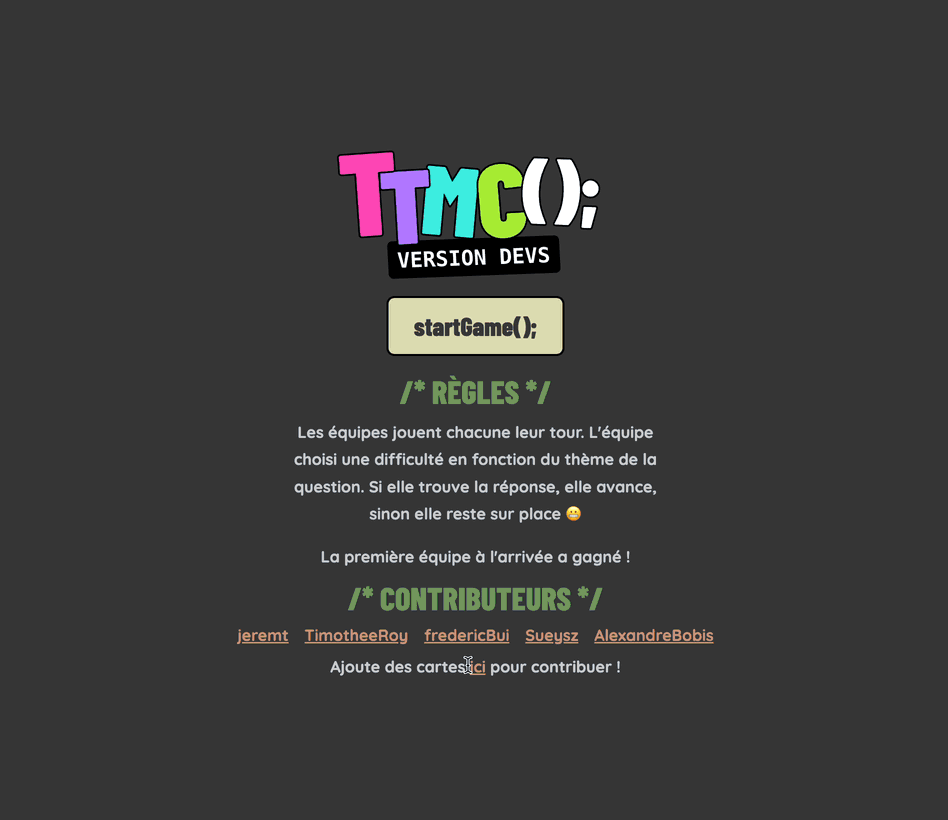 TTMC();
VERSION DEVS
startGame();
/* RÈGLES */
Les équipes jouent chacune leur tour. L'équipe
choisi une difficulté en fonction du thème de la
question. Si elle trouve la réponse, elle avance,
sinon elle reste sur place 😬
La première équipe à l'arrivée a gagné !
/* CONTRIBUTEURS */
jeremt TimotheeRoy fredericBui Sueysz AlexandreBobis
Ajoute des cartes ici pour contribuer !